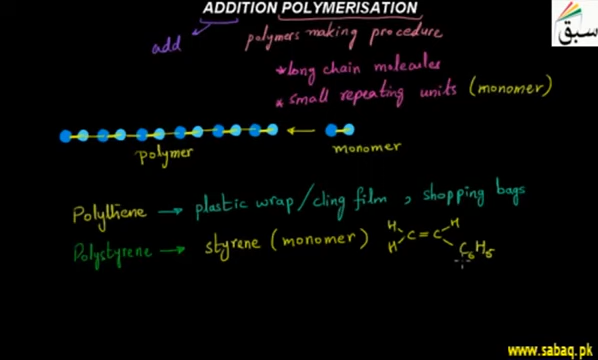 ADDITION POLYMERISATION
add
polymers making procedure
*long chain molecules
* small repeating units (monomer)
polymer
monomer
Polythene → plastic wrap/cling film , shopping bags
Polystyrene → styrene (monomer)
H H
C = C
H C6H5
سبق
www.sabaq.pk